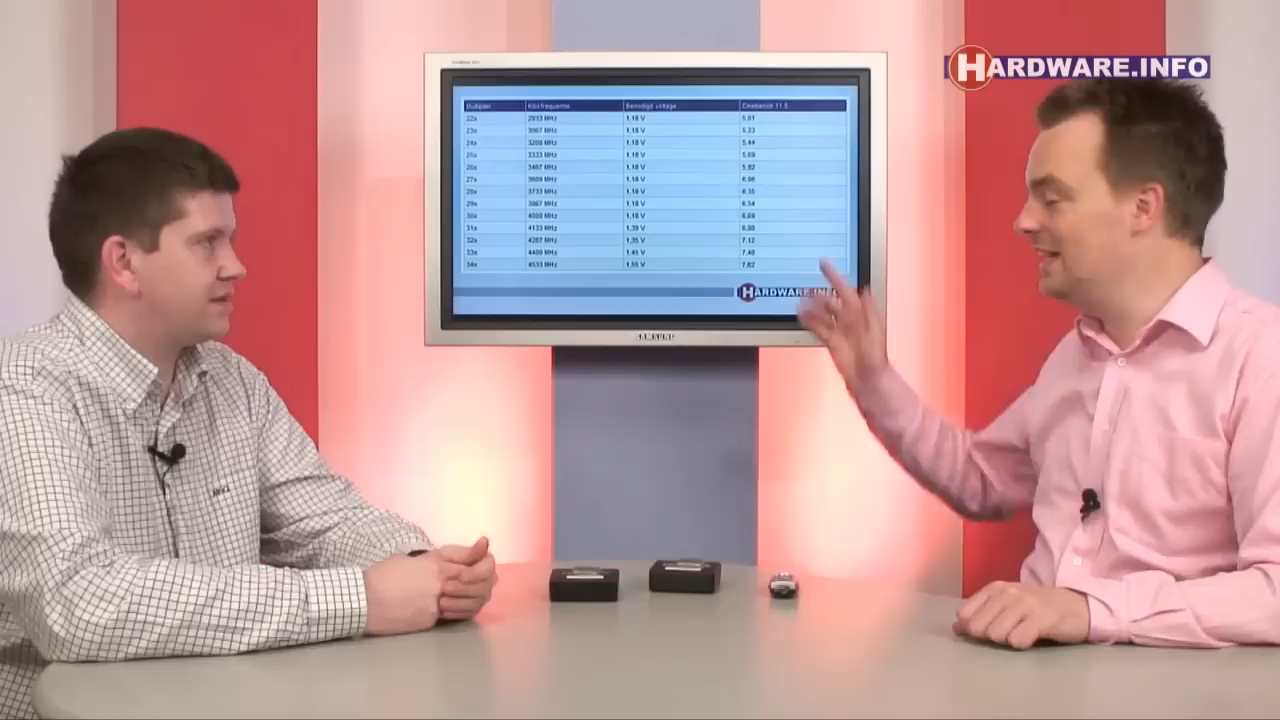 HARDWARE.INFO
Multiplier Klokfrequentie Benodigd voltage Cinebench 11.5
22x 2933 MHz 1,18 V 5,01
23x 3067 MHz 1,18 V 5,23
24x 3200 MHz 1,18 V 5,44
25x 3333 MHz 1,18 V 5,69
26x 3467 MHz 1,18 V 5,92
27x 3600 MHz 1,18 V
28x 3733 MHz 1,18 V 6,35
29x 3867 MHz 1,18 V 6,54
30x 4000 MHz 1,18 V 6,69
31x 4133 MHz 6,90
32x 4267 MHz 1,35 V 7,12
33x 4400 MHz 1,45 V 7,40
34x 4533 MHz 1,55 V 7,62
HARDWARE.INFO
SAMSUNG